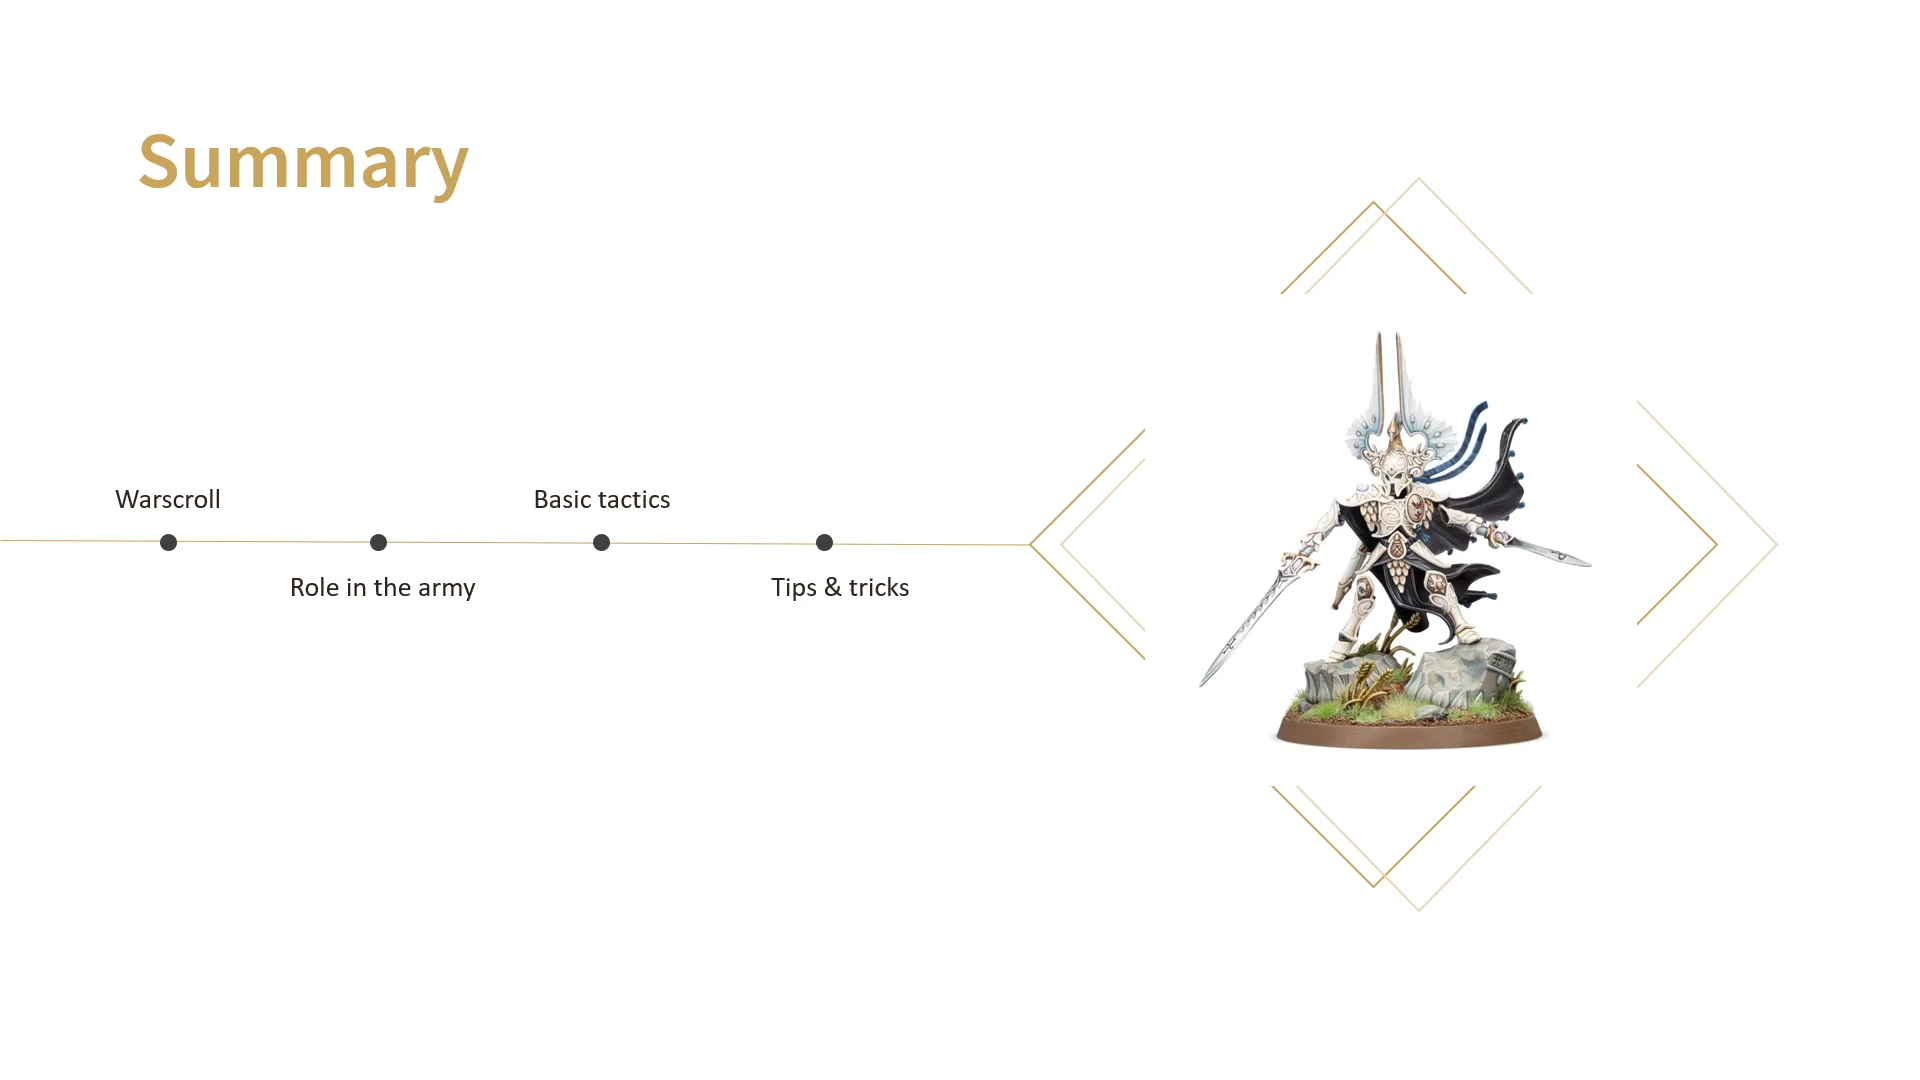 Summary
Warscroll
Role in the army
Basic tactics
Tips & tricks